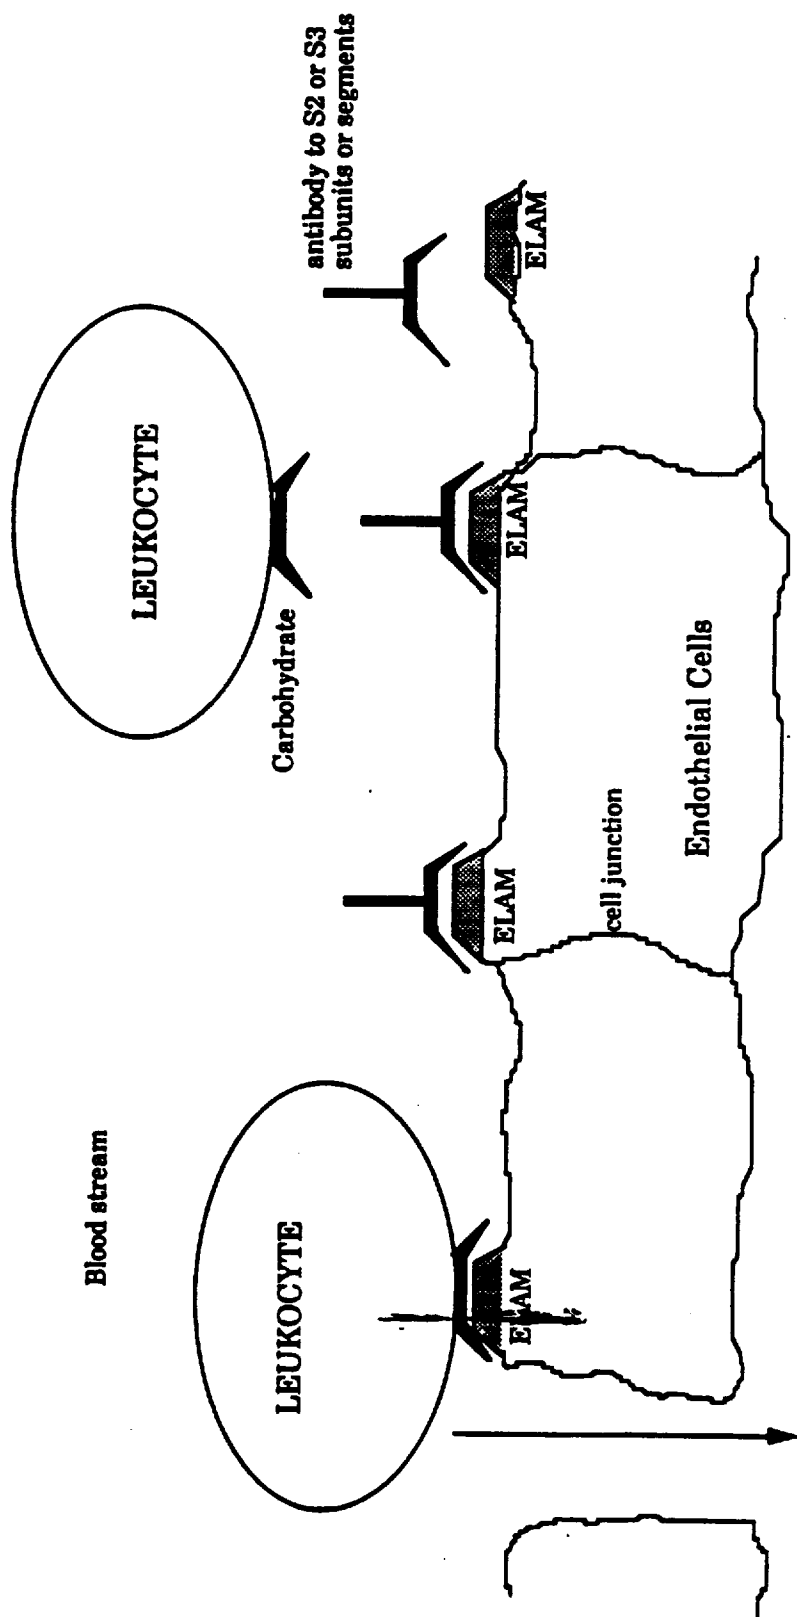 Blood stream
LEUKOCYTE
ELAM
LEUKOCYTE
Carbohydrate
antibody to S2 or S3
subunits or segments
ELAM
ELAM
ELAM
cell junction
Endothelial Cells